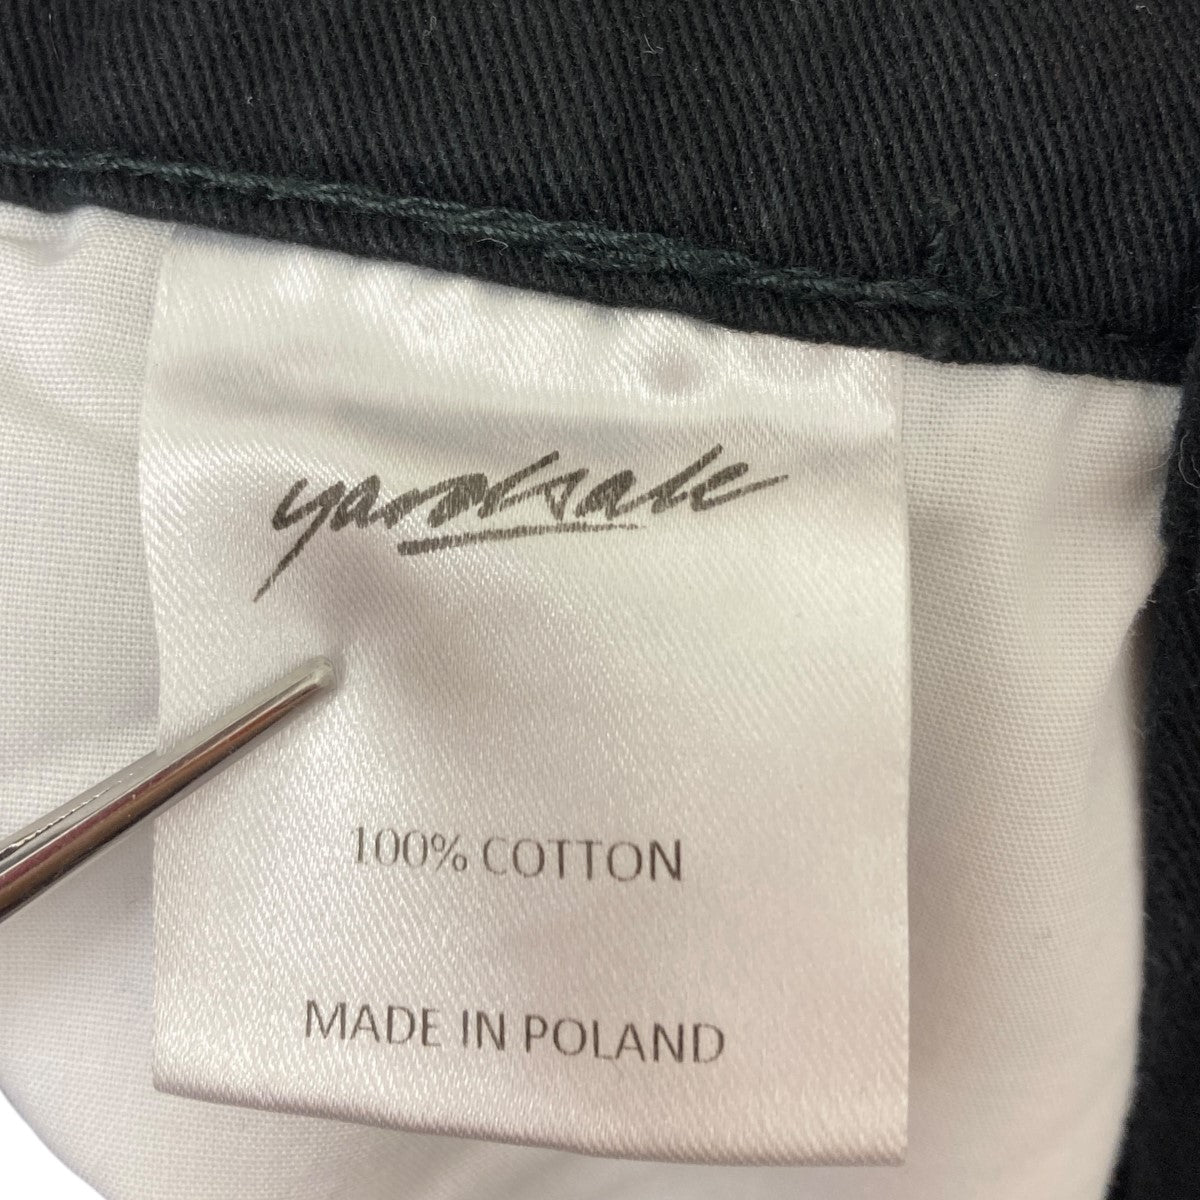 yardsale
100% COTTON
MADE IN POLAND